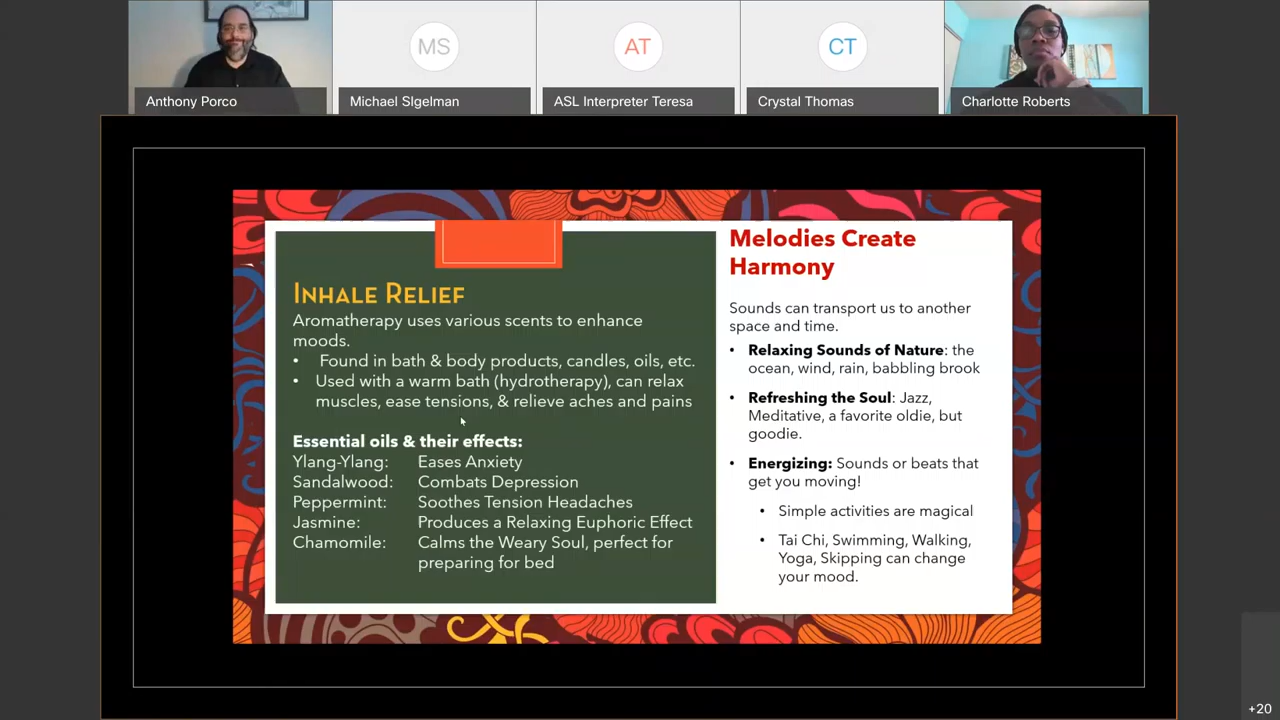 MS
AT
CT
Anthony Porco
Michael SIgelman
ASL Interpreter Teresa
Crystal Thomas
Charlotte Roberts
INHALE RELIEF
Aromatherapy uses various scents to enhance
moods.
• Found in bath & body products, candles, oils, etc.
• Used with a warm bath (hydrotherapy), can relax
muscles, ease tensions, & relieve aches and pains
Essential oils & their effects:
Ylang-Ylang: Eases Anxiety
Sandalwood: Combats Depression
Peppermint: Soothes Tension Headaches
Jasmine: Produces a Relaxing Euphoric Effect
Chamomile: Calms the Weary Soul, perfect for
preparing for bed
Melodies Create
Harmony
Sounds can transport us to another
space and time.
• Relaxing Sounds of Nature: the
ocean, wind, rain, babbling brook
• Refreshing the Soul: Jazz,
Meditative, a favorite oldie, but
goodie.
• Energizing: Sounds or beats that
get you moving!
• Simple activities are magical
• Tai Chi, Swimming, Walking,
Yoga, Skipping can change
your mood.
+20